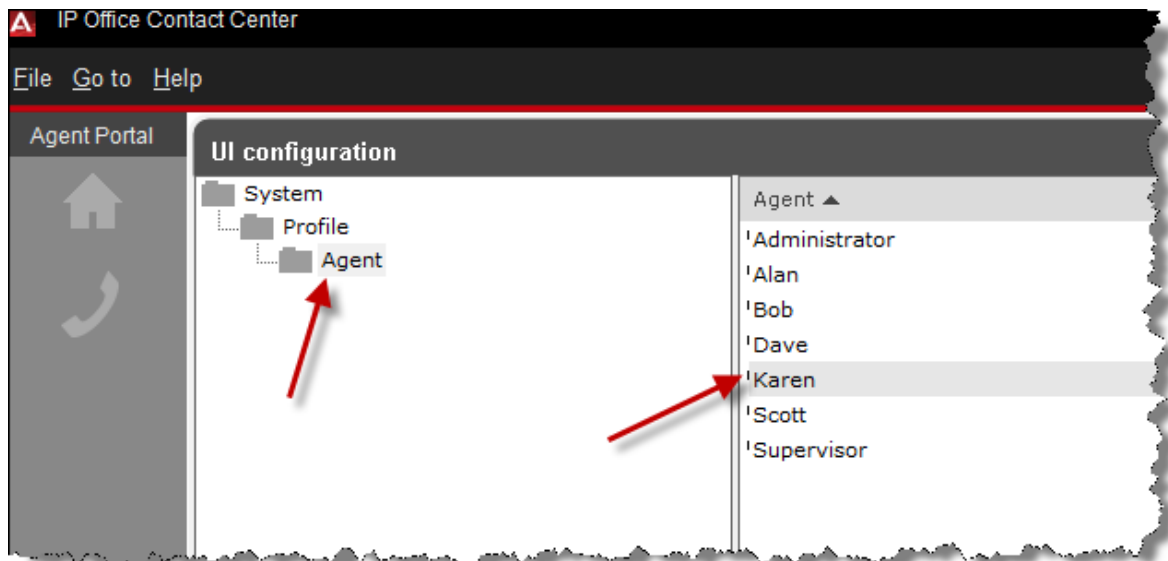 IP Office Contact Center
File Go to Help
Agent Portal
UI configuration
System
Profile
Agent
Agent ▲
'Administrator
'Alan
'Bob
'Dave
'Karen
'Scott
'Supervisor